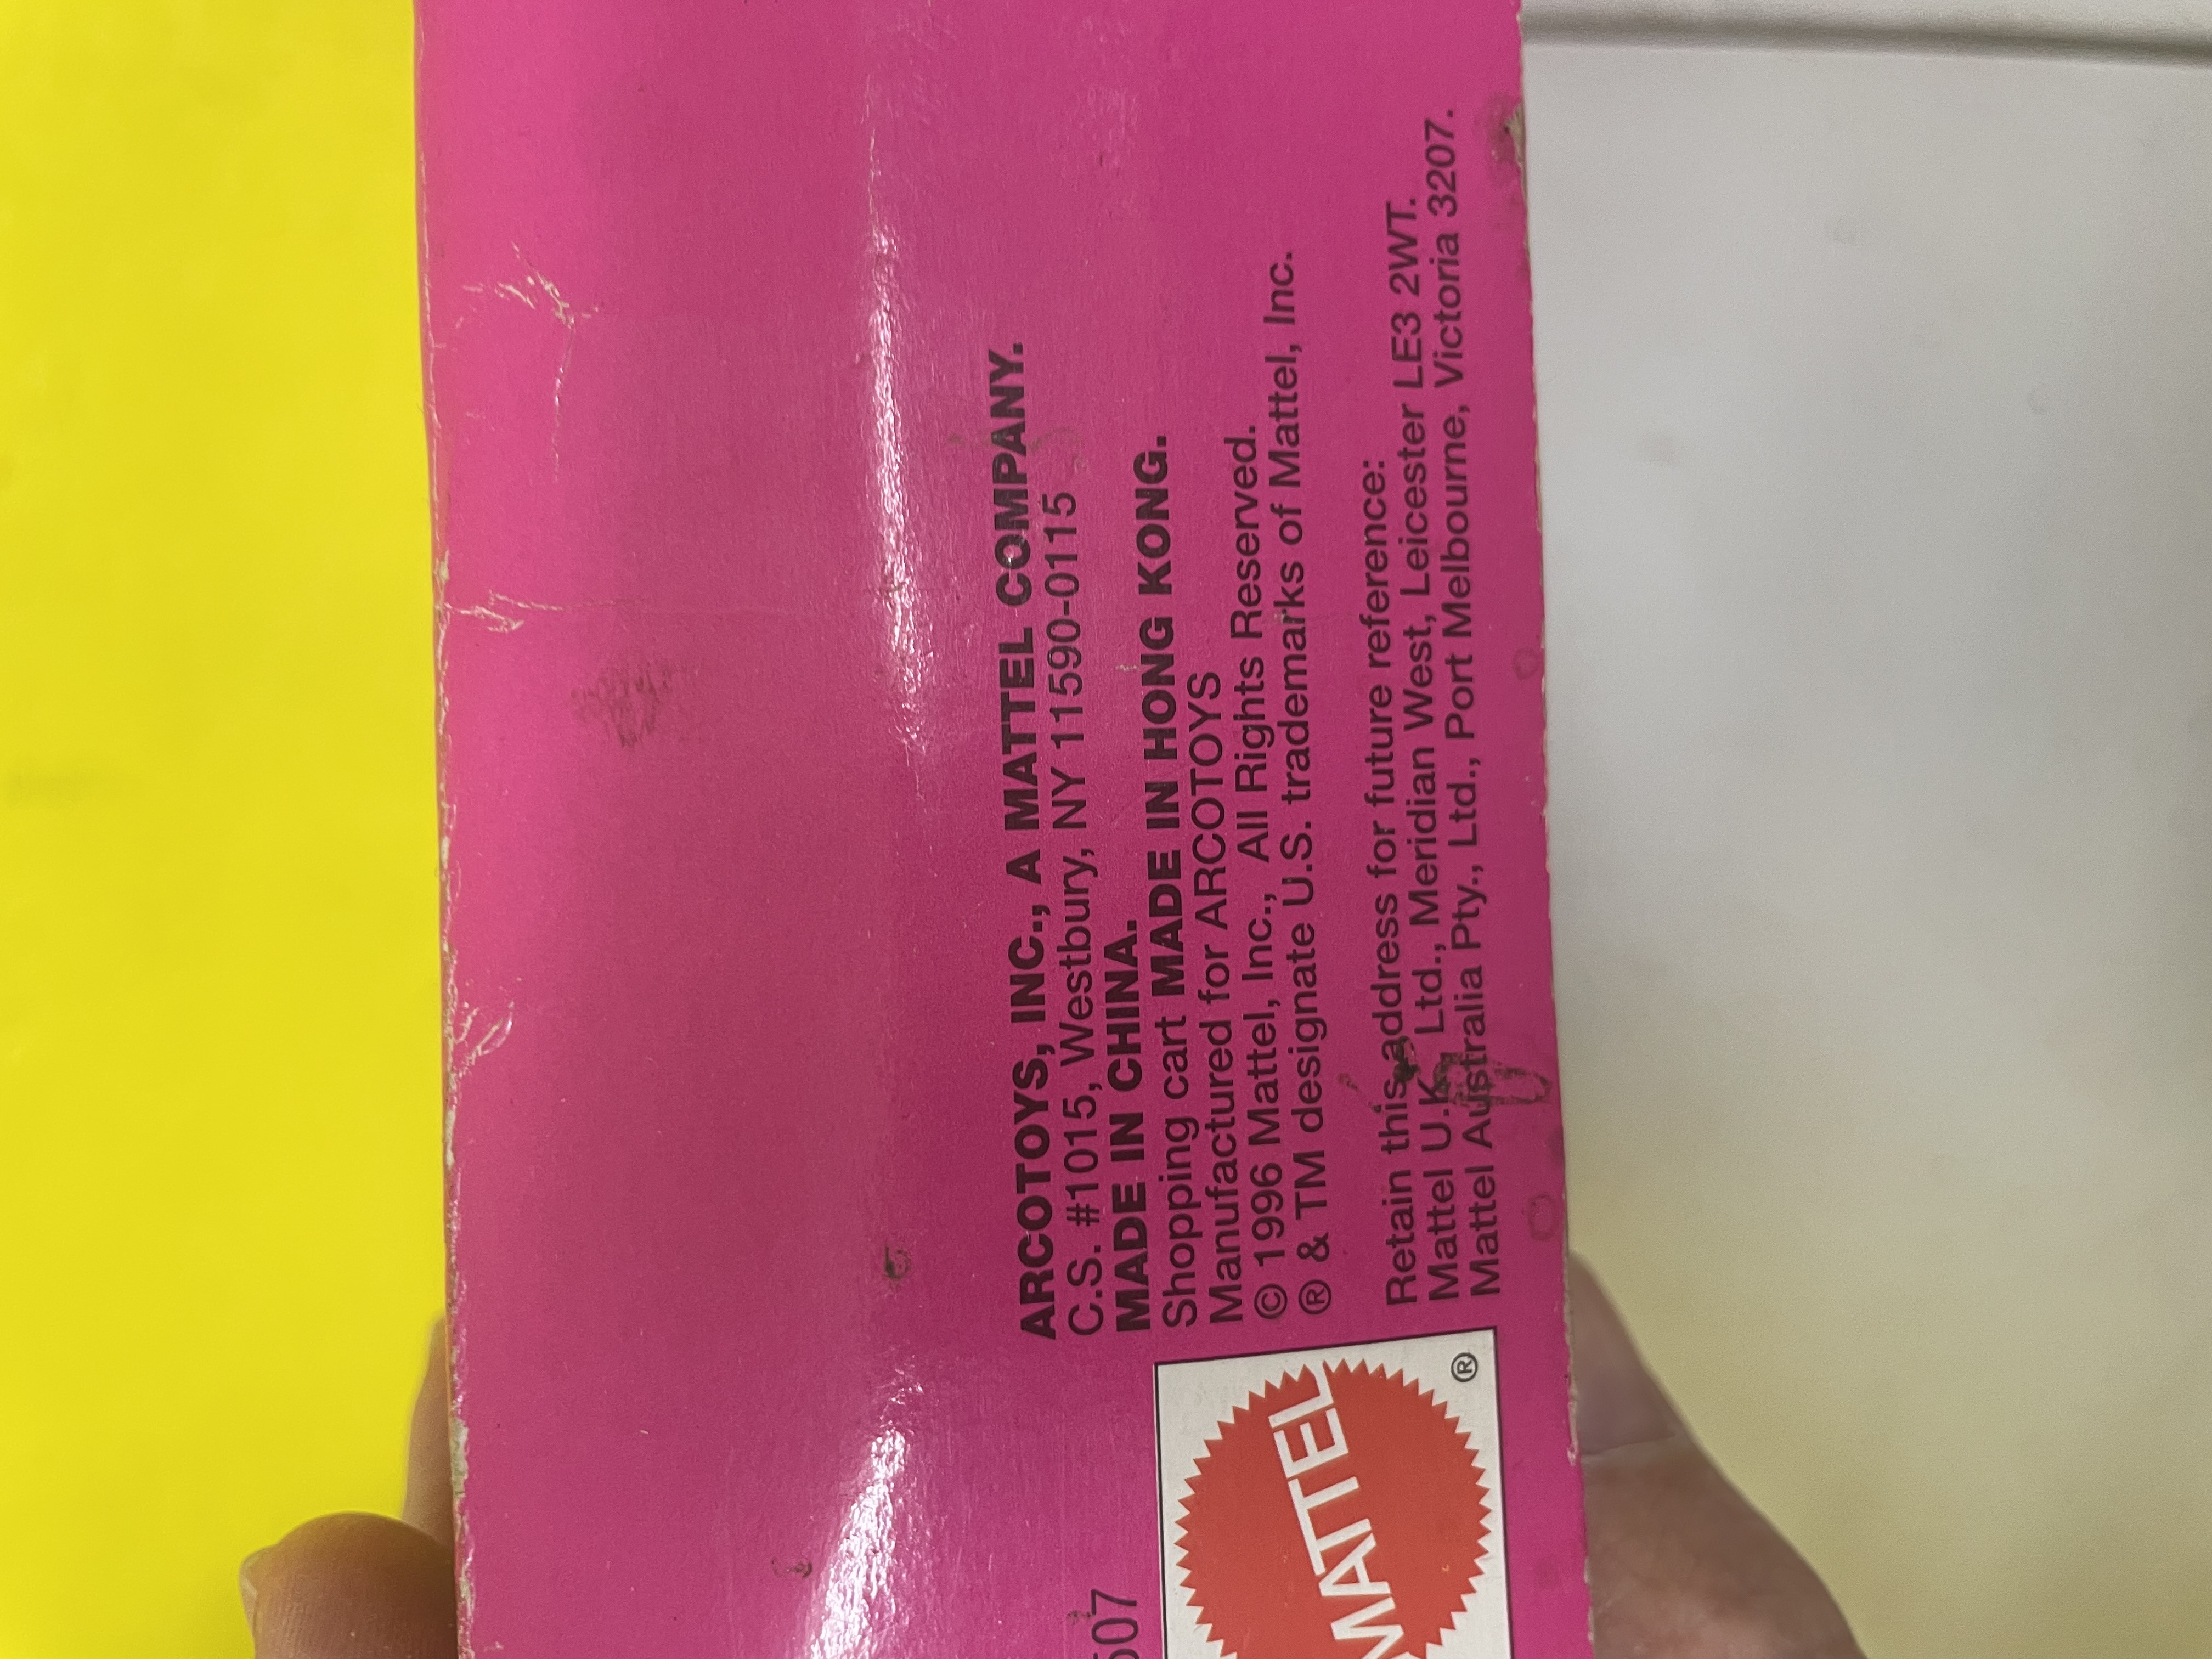 ARCOTOYS, INC., A MATTEL COMPANY.
C.S. #1015, Westbury, NY 11590-0115
MADE IN CHINA.
Shopping cart MADE IN HONG KONG.
Manufactured for ARCOTOYS
© 1996 Mattel, Inc., All Rights Reserved.
® & TM designate U.S. trademarks of Mattel, Inc.
Retain this address for future reference:
Mattel U.K. Ltd., Meridian West, Leicester LE3 2WT.
Mattel Australia Pty., Ltd., Port Melbourne, Victoria 3207.
MATTEL
®